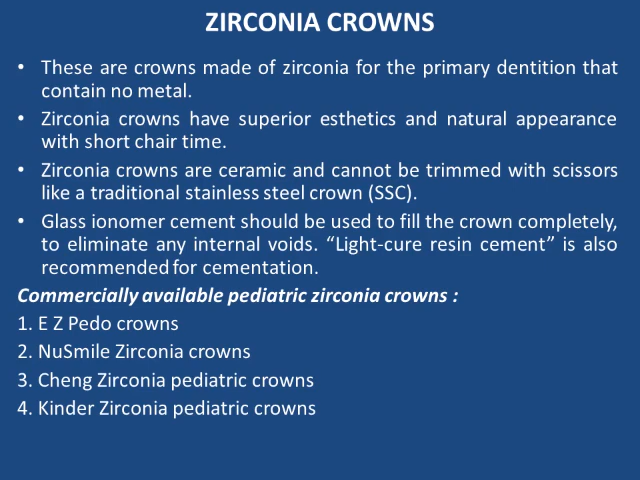 ZIRCONIA CROWNS
• These are crowns made of zirconia for the primary dentition that
contain no metal.
• Zirconia crowns have superior esthetics and natural appearance
with short chair time.
• Zirconia crowns are ceramic and cannot be trimmed with scissors
like a traditional stainless steel crown (SSC).
• Glass ionomer cement should be used to fill the crown completely,
to eliminate any internal voids. “Light-cure resin cement” is also
recommended for cementation.
Commercially available pediatric zirconia crowns :
1. E Z Pedo crowns
2. NuSmile Zirconia crowns
3. Cheng Zirconia pediatric crowns
4. Kinder Zirconia pediatric crowns